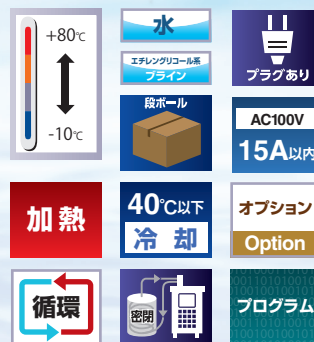 +80℃
-10℃
水
エチレングリコール系
ブライン
プラグあり
段ボール
AC100V
15A以内
加熱
40℃以下
冷却
オプション
Option
循環
密閉
プログラム